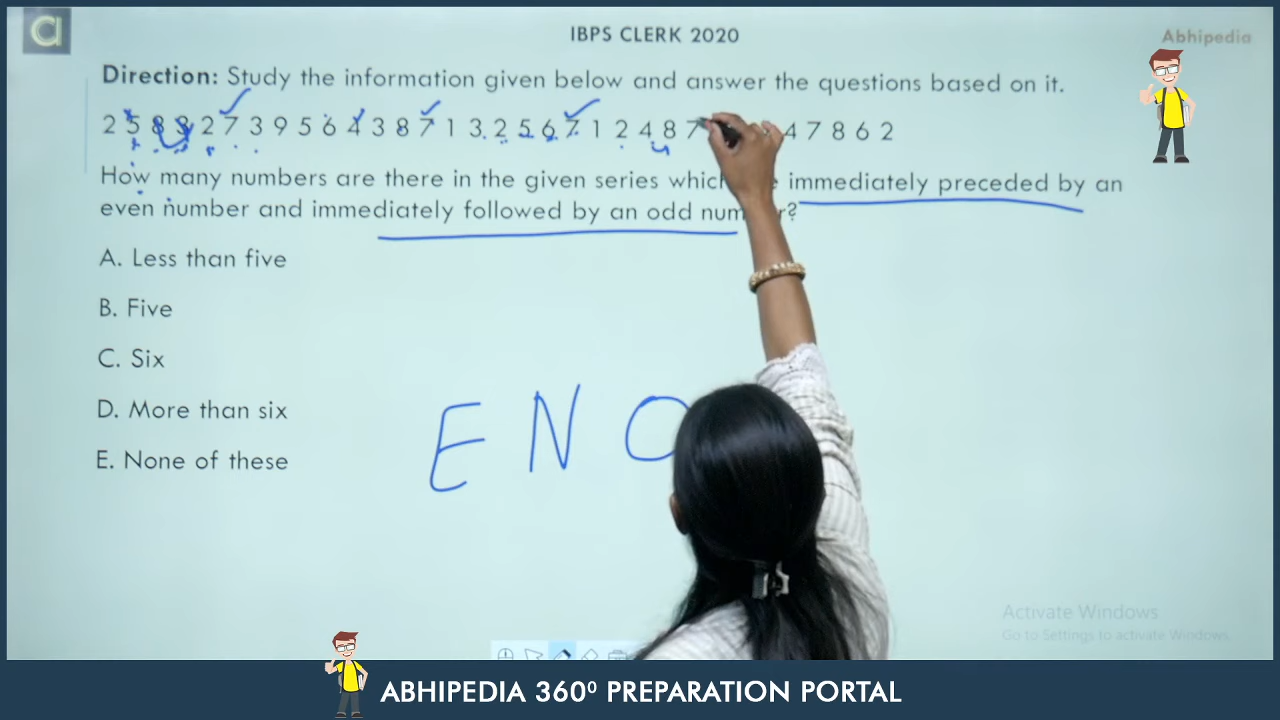 a
IBPS CLERK 2020
Abhipedia
Direction: Study the information given below and answer the questions based on it.
2 5 8 8 2 7 3 9 5 6 4 3 8 7 1 3 2 5 6 7 1 2 4 8 7 4 7 8 6 2
How many numbers are there in the given series which immediately preceded by an
even number and immediately followed by an odd
A. Less than five
B. Five
C. Six
D. More than six
E. None of these
E N O
Activate Windows
Go to Settings to activate Windows.
ABHIPEDIA 360⁰ PREPARATION PORTAL